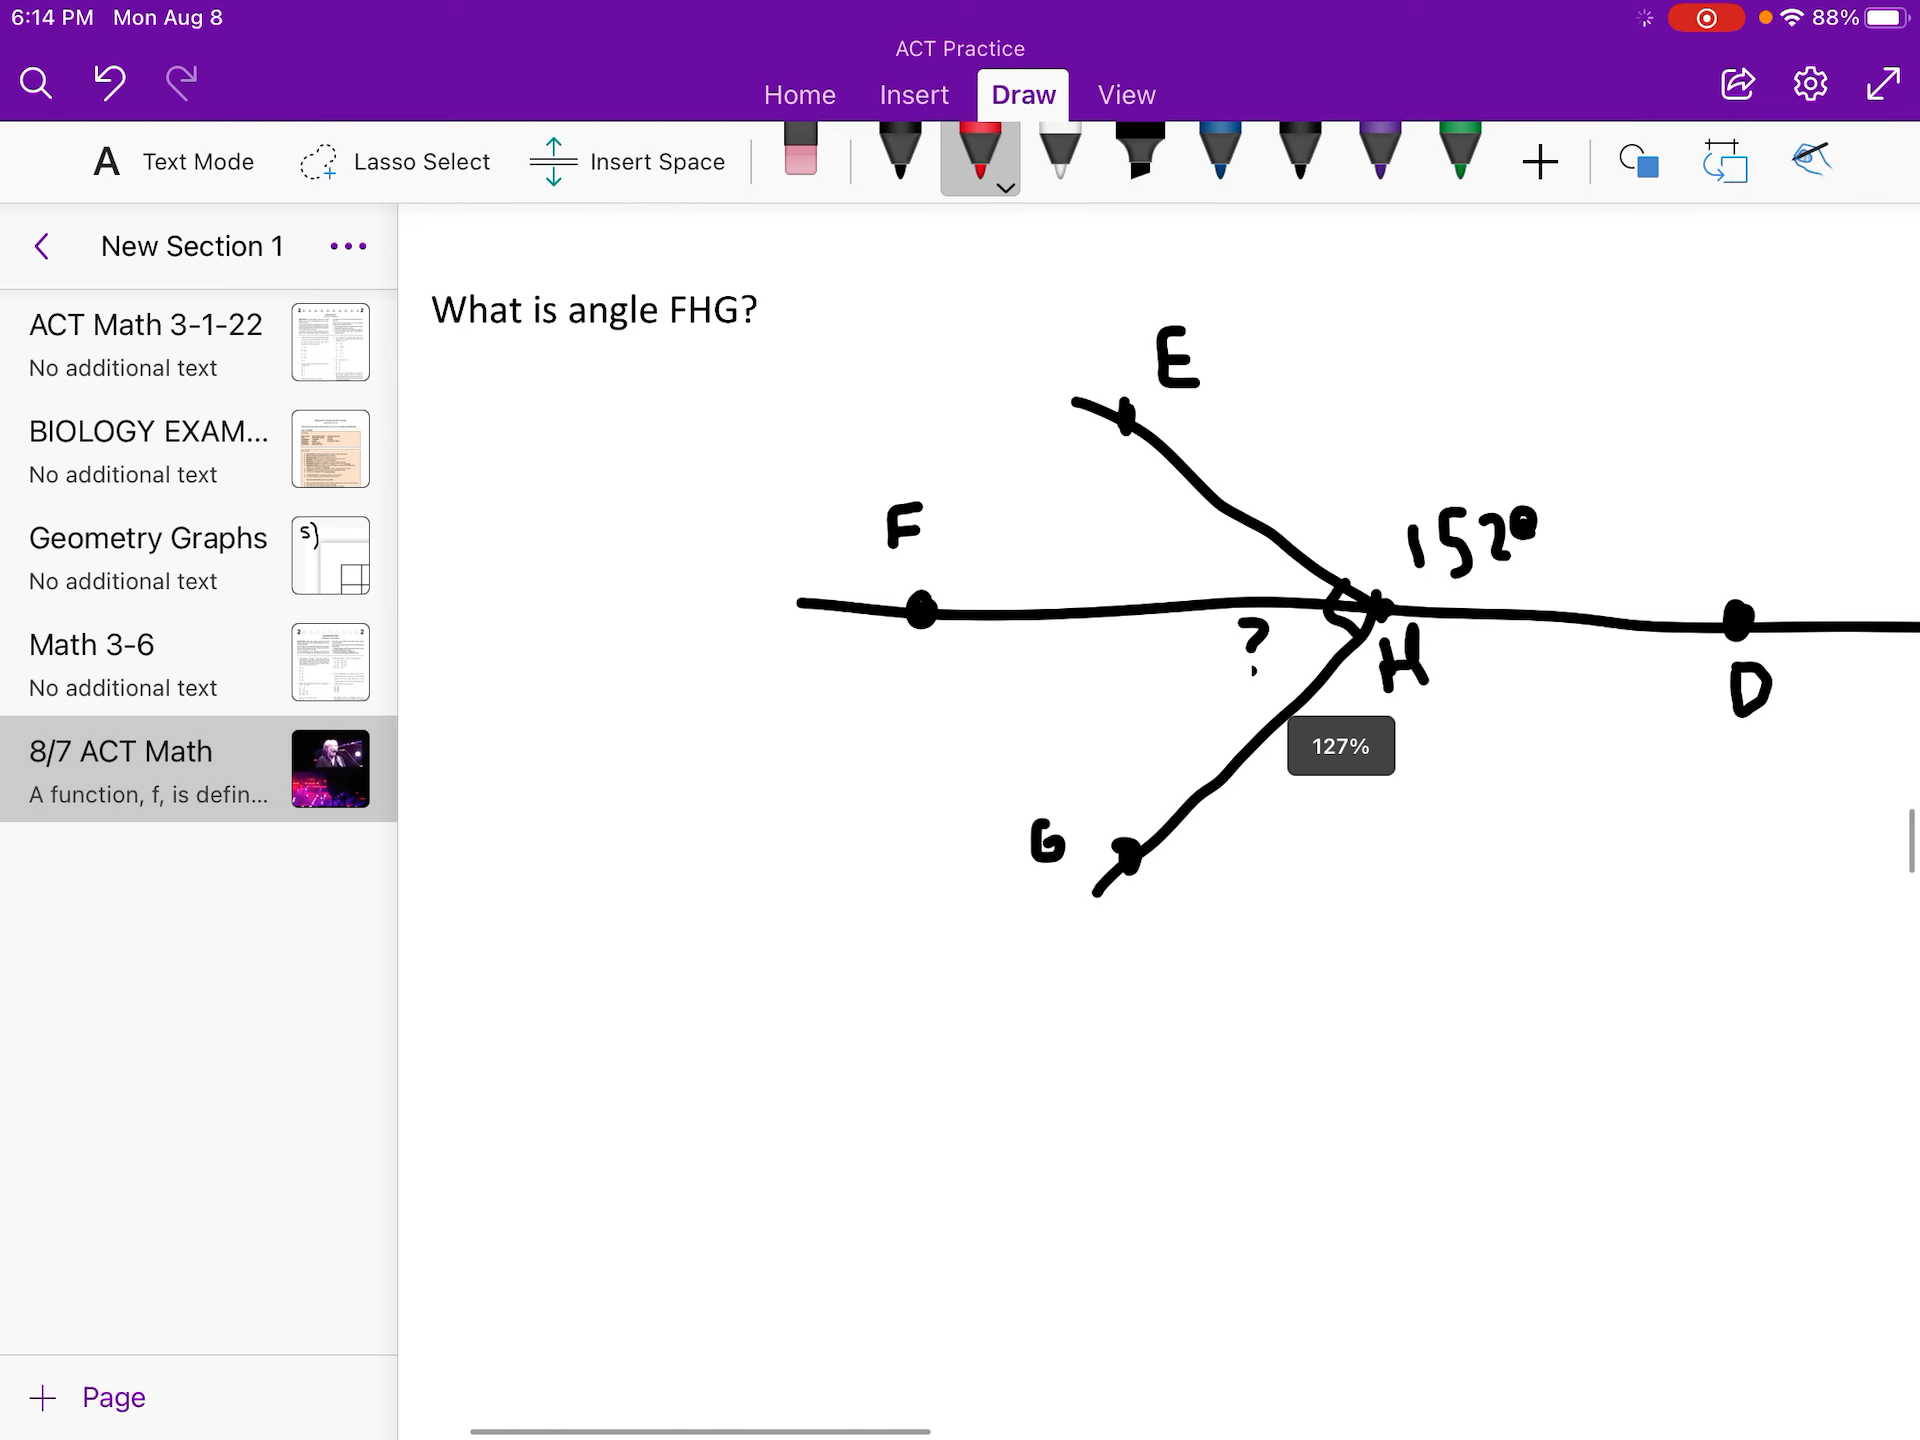 6:14 PM Mon Aug 8
88%
ACT Practice
Home Insert Draw View
A Text Mode Lasso Select Insert Space
New Section 1
ACT Math 3-1-22
No additional text
BIOLOGY EXAM...
No additional text
Geometry Graphs
No additional text
5)
Math 3-6
No additional text
8/7 ACT Math
A function, f, is defin...
Page
What is angle FHG?
E
F
152°
?
H
D
127%
G